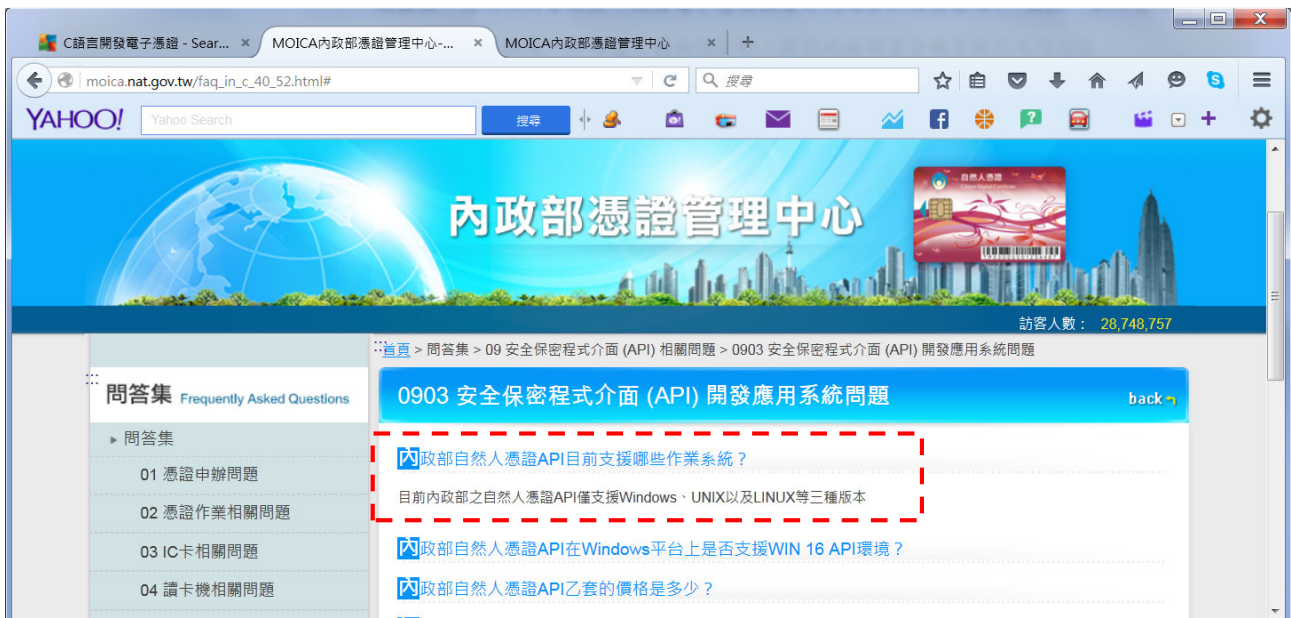 C語言開發電子憑證 - Sear...
MOICA內政部憑證管理中心-...
MOICA內政部憑證管理中心
moica.nat.gov.tw/faq_in_c_40_52.html#
搜尋
YAHOO!
Yahoo Search
搜尋
內政部憑證管理中心
自然人憑證
訪客人數： 28,748,757
首頁 > 問答集 > 09 安全保密程式介面 (API) 相關問題 > 0903 安全保密程式介面 (API) 開發應用系統問題
問答集 Frequently Asked Questions
0903 安全保密程式介面 (API) 開發應用系統問題
back
問答集
01 憑證申辦問題
02 憑證作業相關問題
03 IC卡相關問題
04 讀卡機相關問題
內政部自然人憑證API目前支援哪些作業系統？
目前內政部之自然人憑證API僅支援Windows、UNIX以及LINUX等三種版本
內政部自然人憑證API在Windows平台上是否支援WIN 16 API環境？
內政部自然人憑證API乙套的價格是多少？